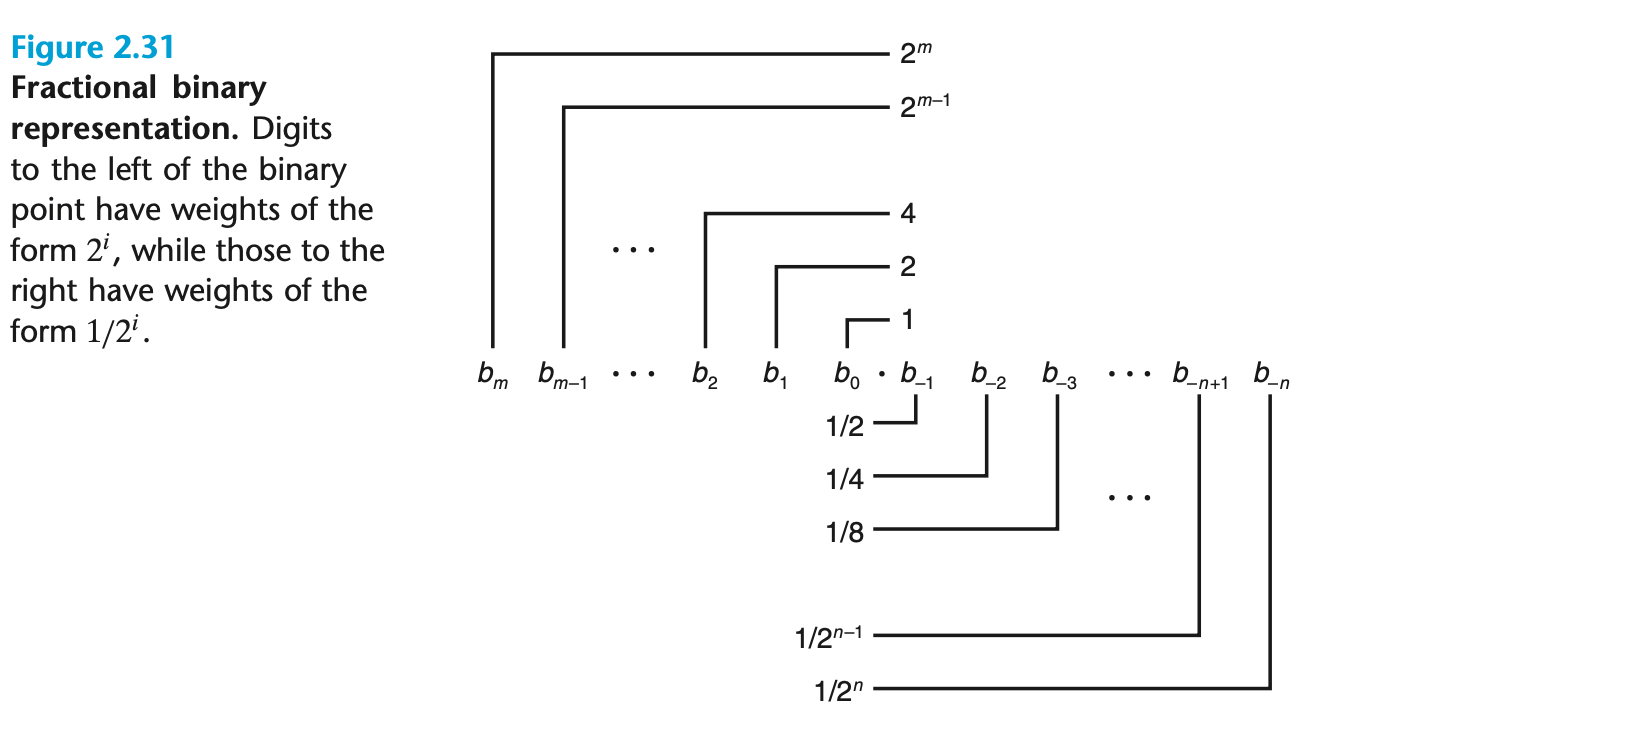 Figure 2.31
Fractional binary
representation. Digits
to the left of the binary
point have weights of the
form 2^i, while those to the
right have weights of the
form 1/2^i.
2^m
2^{m–1}
4
· · ·
2
1
b_m b_{m–1} · · · b_2 b_1 b_0 · b_{–1} b_{–2} b_{–3} · · · b_{–n+1} b_{–n}
1/2
1/4
· · ·
1/8
1/2^{n–1}
1/2^n